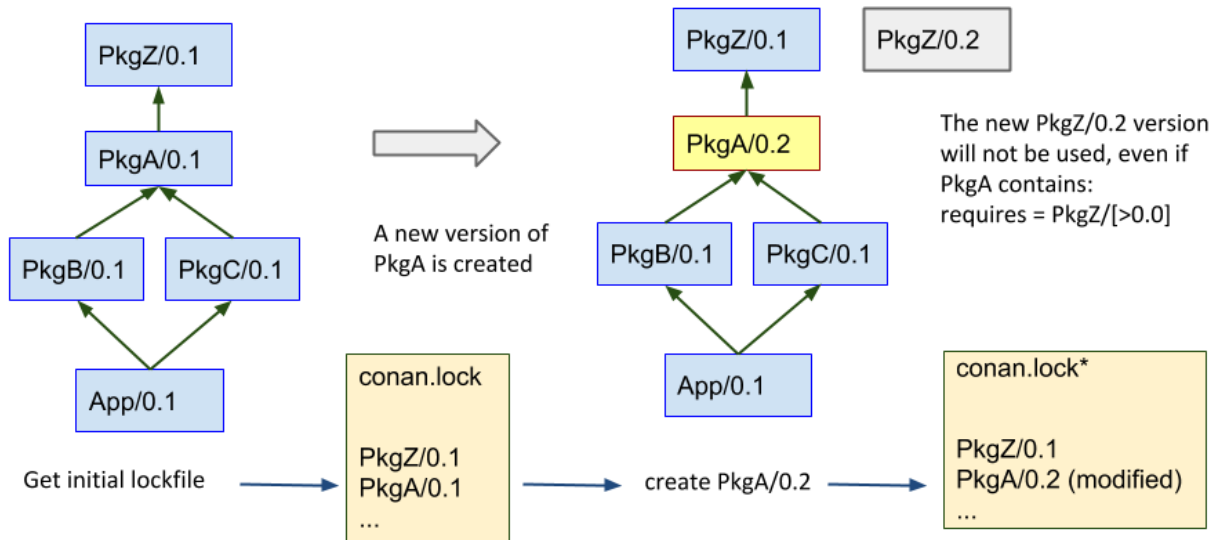 PkgZ/0.1
PkgA/0.1
PkgB/0.1
PkgC/0.1
App/0.1
Get initial lockfile
conan.lock
PkgZ/0.1
PkgA/0.1
...
A new version of
PkgA is created
PkgZ/0.1
PkgZ/0.2
PkgA/0.2
PkgB/0.1
PkgC/0.1
App/0.1
The new PkgZ/0.2 version
will not be used, even if
PkgA contains:
requires = PkgZ/[>0.0]
create PkgA/0.2
conan.lock*
PkgZ/0.1
PkgA/0.2 (modified)
...